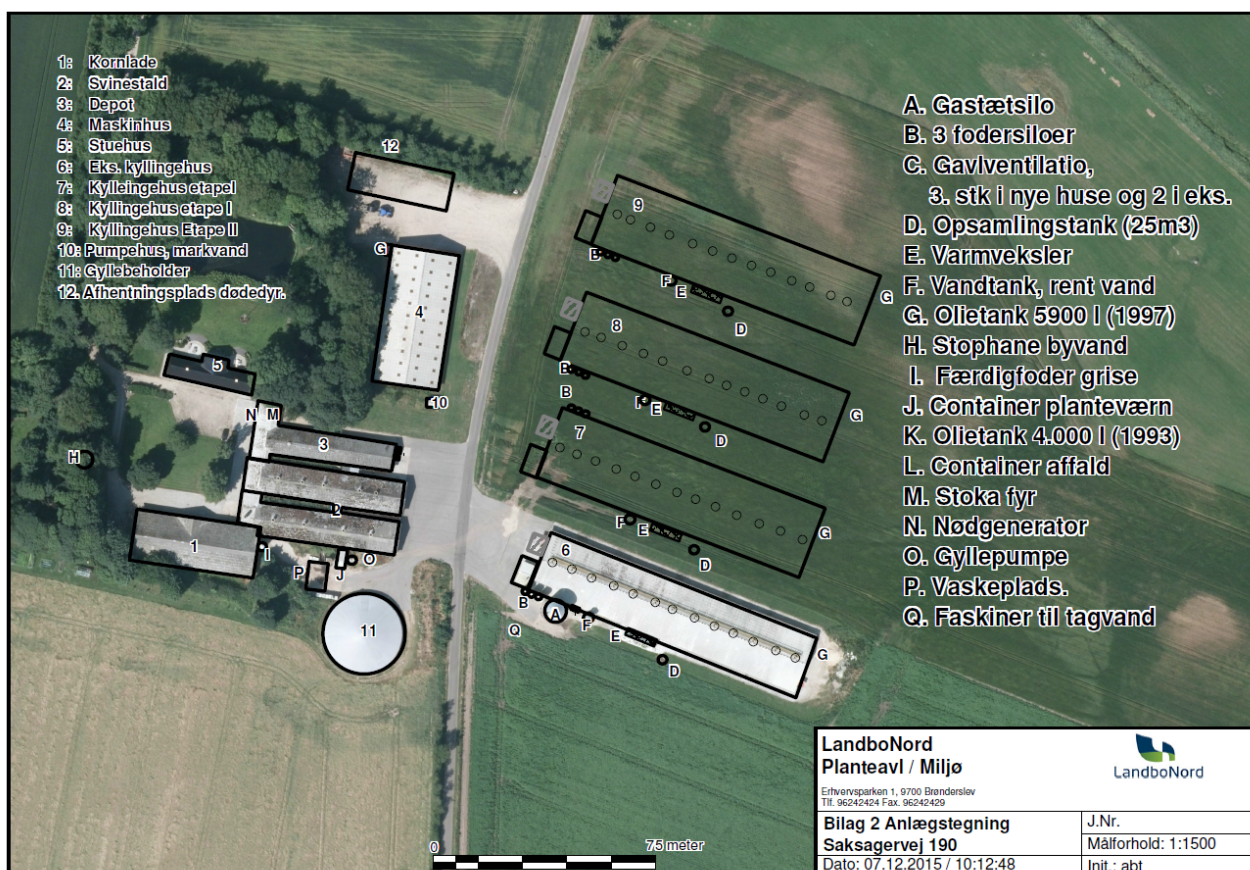 1: Kornlade
2: Svinestald
3: Depot
4: Maskinhus
5: Stuehus
6: Eks. kyllingehus
7: Kylleingehus etapeI
8: Kyllingehus etape I
9: Kyllingehus Etape II
10: Pumpehus, markvand
11: Gyllebeholder
12. Afhentningsplads dødedyr.
A. Gastætsilo
B. 3 fodersiloer
C. Gavlventilatio,
3. stk i nye huse og 2 i eks.
D. Opsamlingstank (25m3)
E. Varmveksler
F. Vandtank, rent vand
G. Olietank 5900 l (1997)
H. Stophane byvand
I. Færdigfoder grise
J. Container planteværn
K. Olietank 4.000 l (1993)
L. Container affald
M. Stoka fyr
N. Nødgenerator
O. Gyllepumpe
P. Vaskeplads.
Q. Faskiner til tagvand
12
G
4
10
5
N M
3
H
2
1
I
P
J
O
11
9
B
F
E
D
G
8
B
F
E
D
G
B
7
F
E
D
G
6
B
A
F
Q
E
D
G
0
75 meter
LandboNord
Planteavl / Miljø
Erhvervsparken 1, 9700 Brønderslev
Tlf. 96242424 Fax. 96242429
LandboNord
Bilag 2 Anlægstegning
Saksagervej 190
J.Nr.
Målforhold: 1:1500
Dato: 07.12.2015 / 10:12:48
Init.: abt